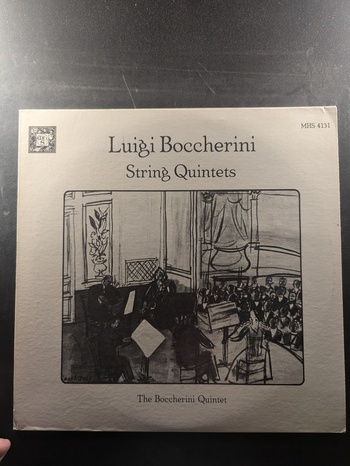 MHS 4131
Luigi Boccherini
String Quintets
The Boccherini Quintet